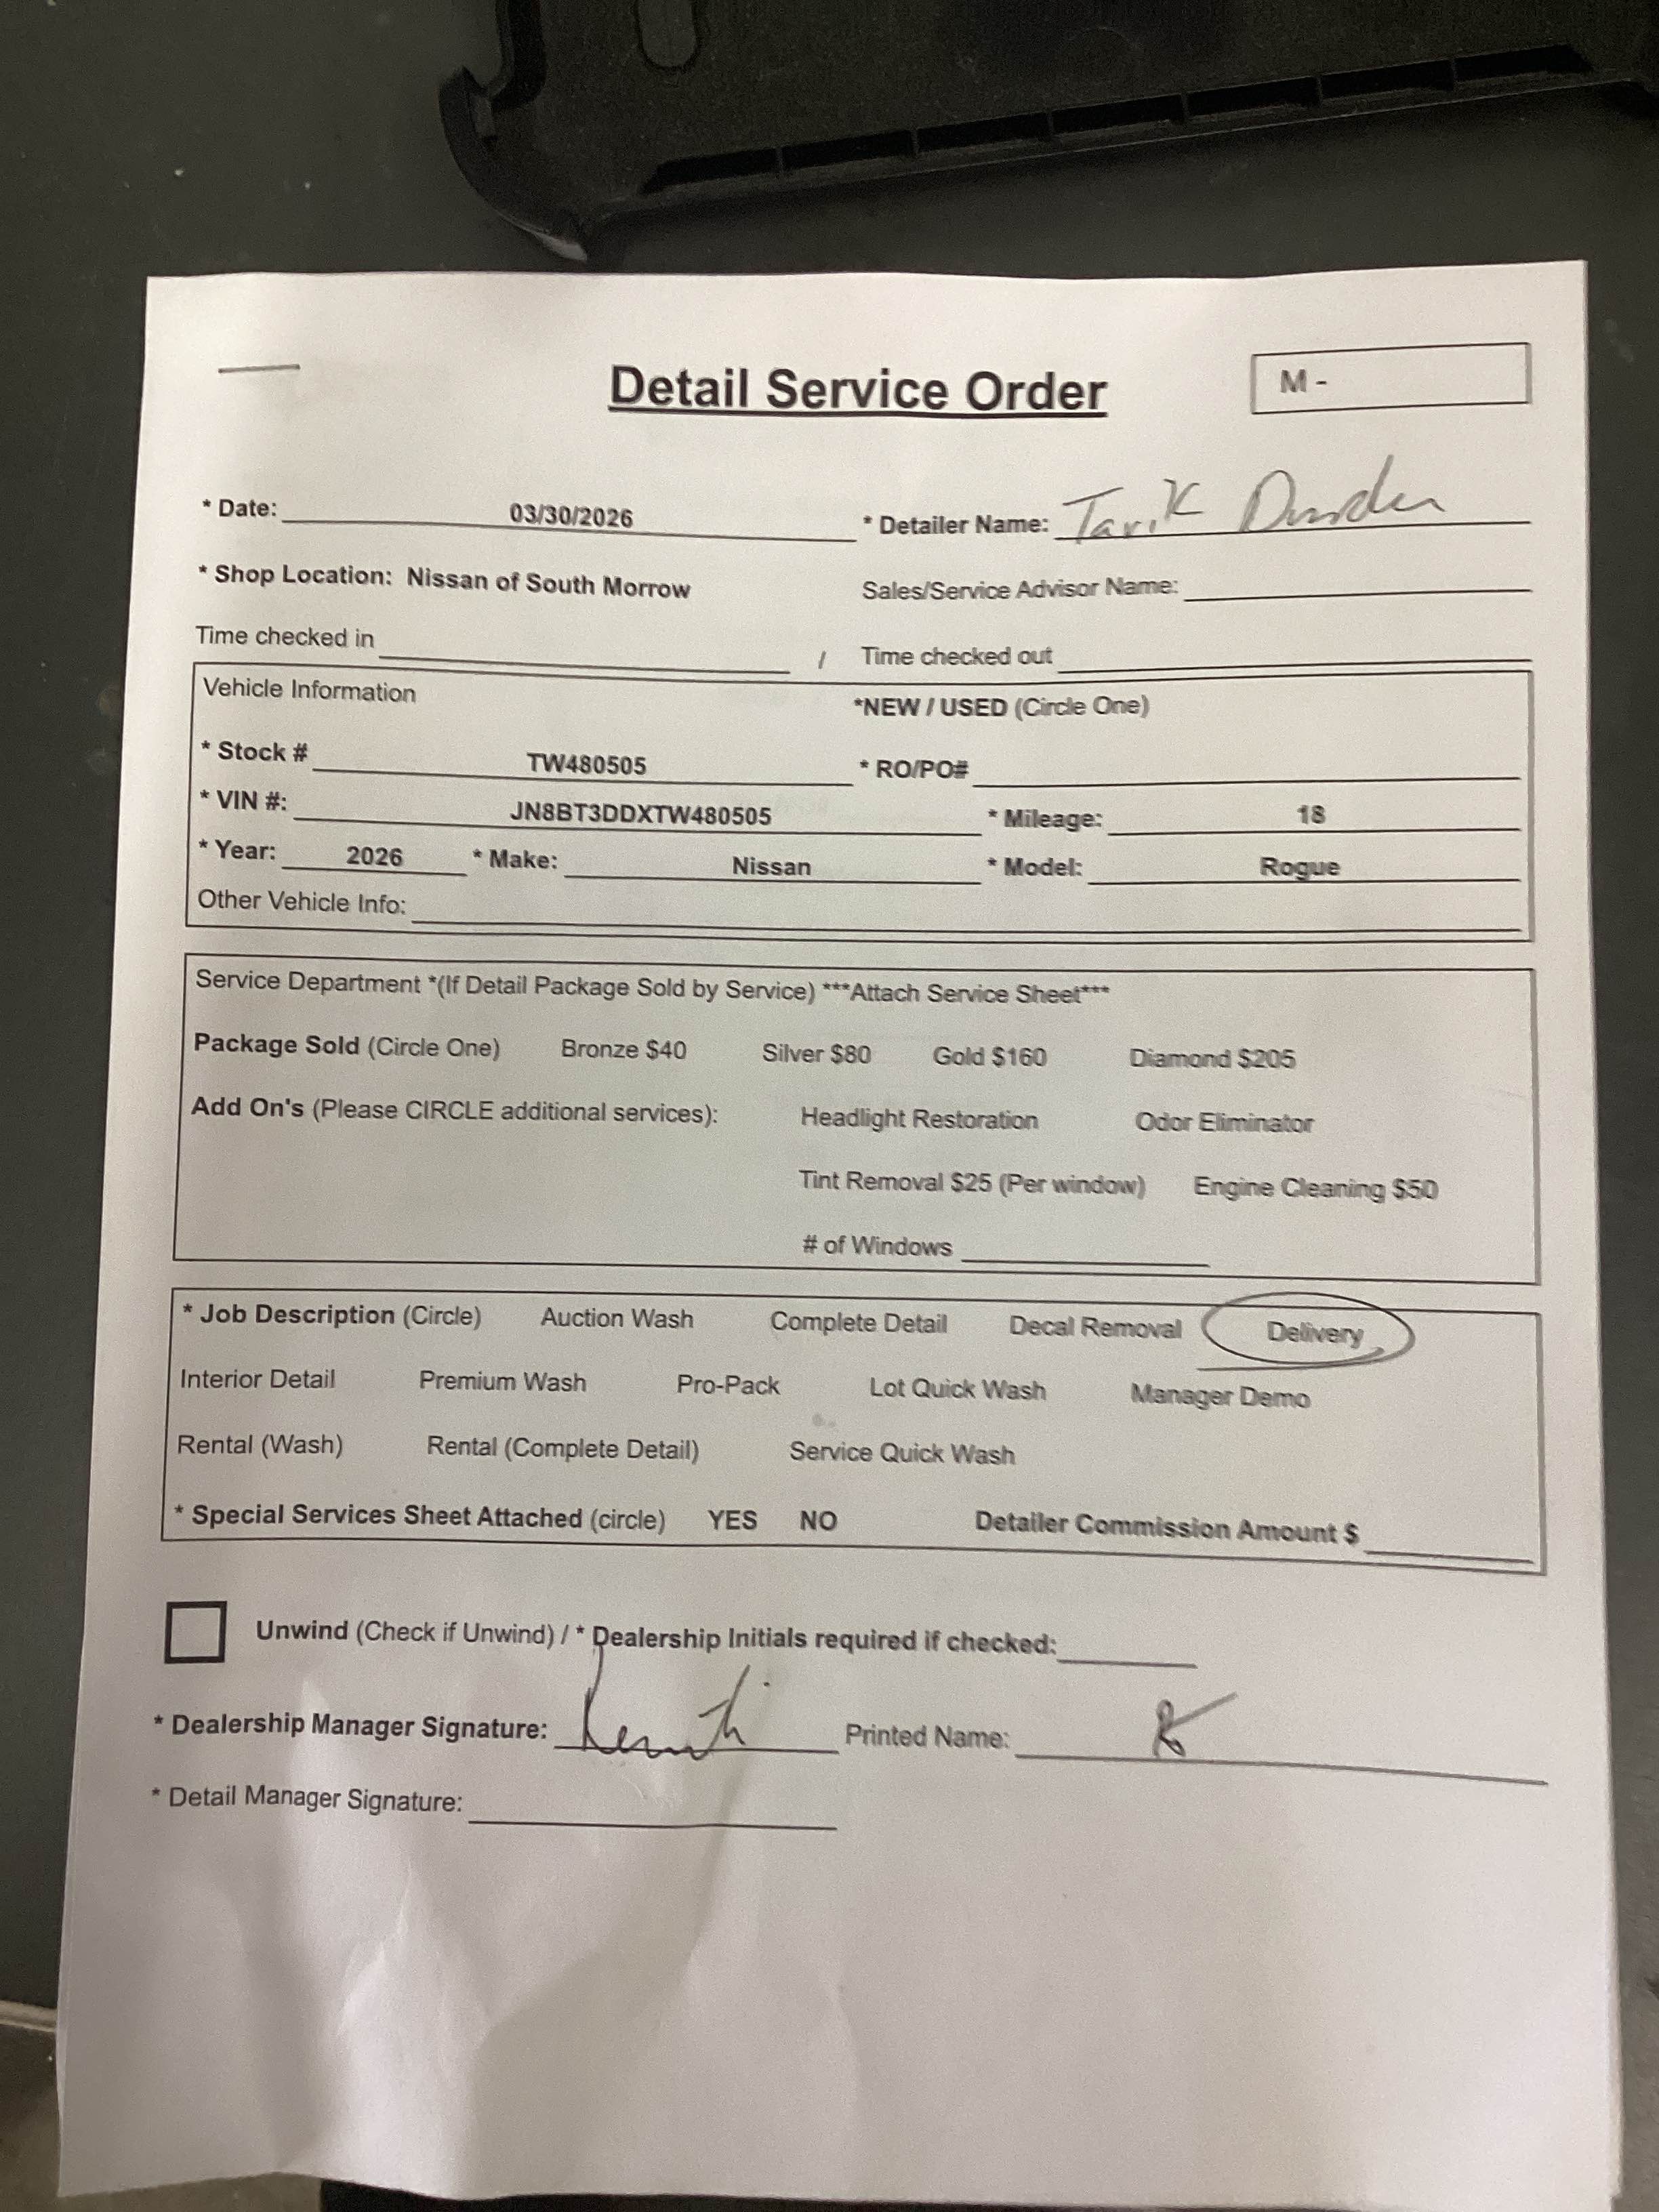 Detail Service Order
M -
* Date: 03/30/2026 * Detailer Name: Tarik
* Shop Location: Nissan of South Morrow Sales/Service Advisor Name:
Time checked in / Time checked out
Vehicle Information *NEW / USED (Circle One)
* Stock # TW480505 * RO/PO#
* VIN #: JN8BT3DDXTW480505 * Mileage: 18
* Year: 2026 * Make: Nissan * Model: Rogue
Other Vehicle Info:
Service Department *(If Detail Package Sold by Service) ***Attach Service Sheet***
Package Sold (Circle One) Bronze $40 Silver $80 Gold $160 Diamond $205
Add On's (Please CIRCLE additional services): Headlight Restoration Odor Eliminator
Tint Removal $25 (Per window) Engine Cleaning $50
# of Windows
* Job Description (Circle) Auction Wash Complete Detail Decal Removal Delivery
Interior Detail Premium Wash Pro-Pack Lot Quick Wash Manager Demo
Rental (Wash) Rental (Complete Detail) Service Quick Wash
* Special Services Sheet Attached (circle) YES NO Detailer Commission Amount $
Unwind (Check if Unwind) / * Dealership Initials required if checked:
* Dealership Manager Signature: Printed Name:
* Detail Manager Signature: